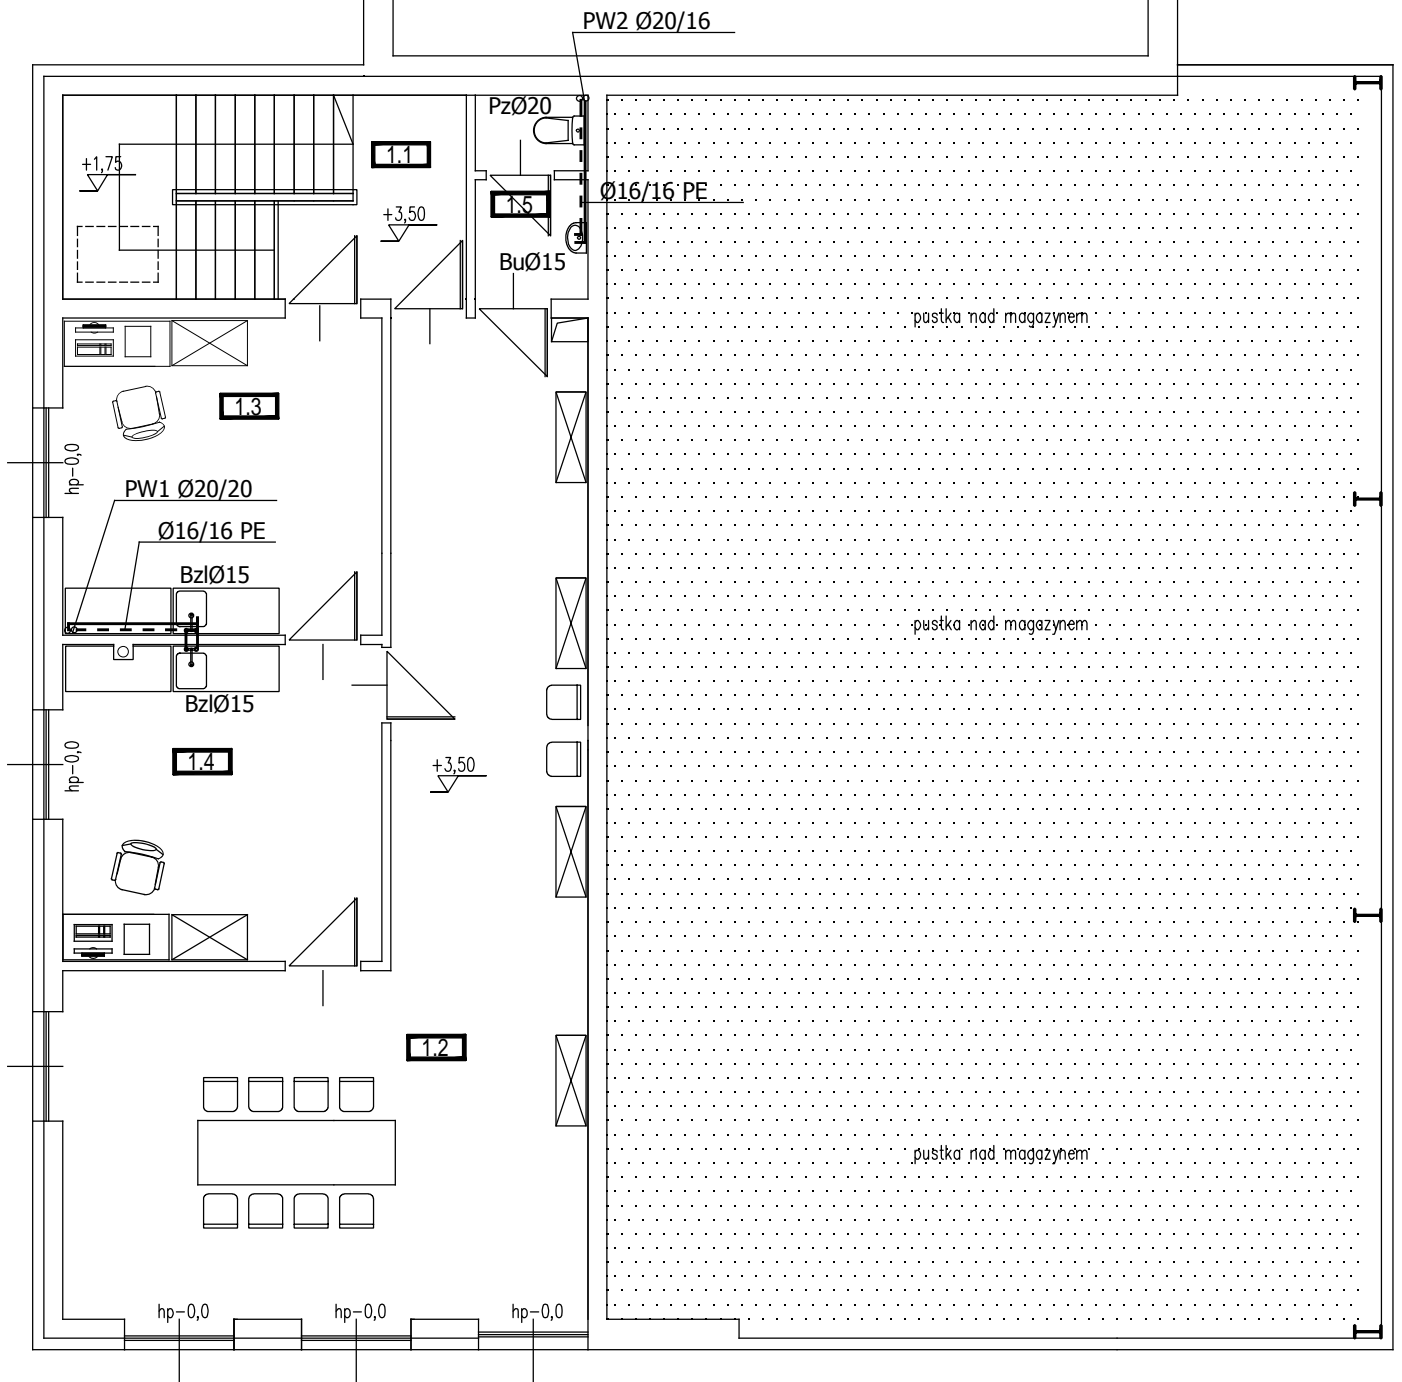 PW2 Ø20/16
PzØ20
1.1
+1,75
Ø16/16 PE
1.5
+3,50
BuØ15
pustka nad magazynem
1.3
hp-0,0
PW1 Ø20/20
Ø16/16 PE
BzlØ15
pustka nad magazynem
BzlØ15
hp-0,0
1.4
+3,50
1.2
pustka nad magazynem
hp-0,0
hp-0,0
hp-0,0